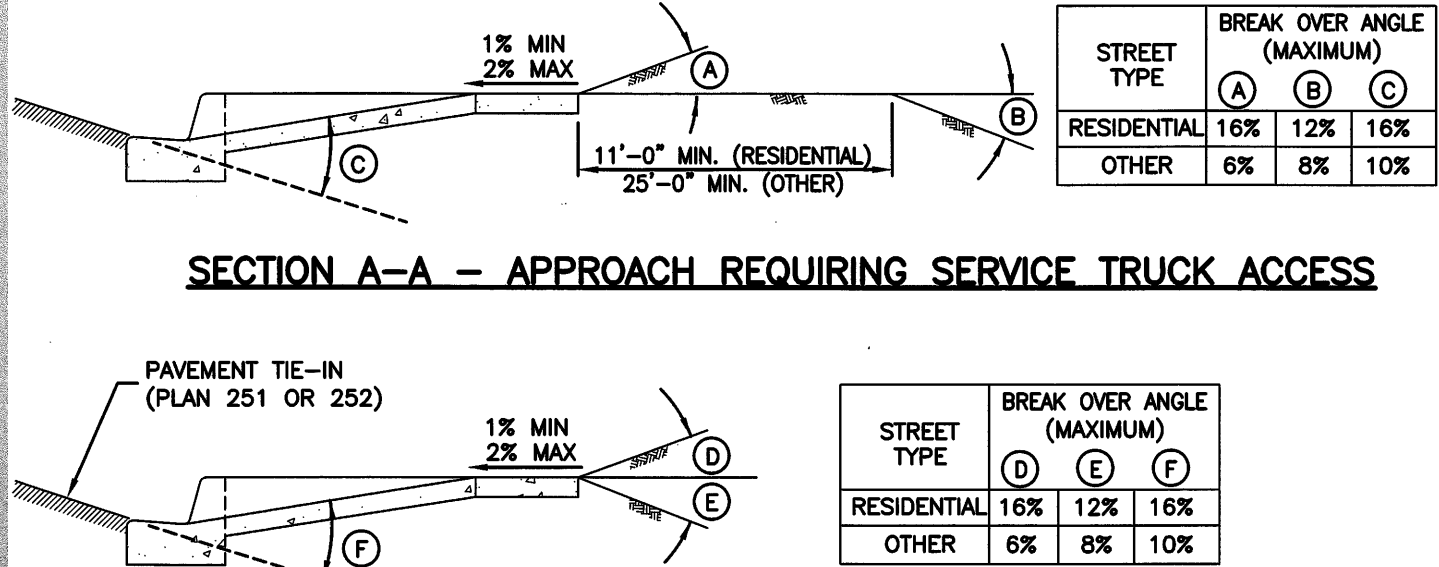 1% MIN
2% MAX
A
B
C
11'-0" MIN. (RESIDENTIAL)
25'-0" MIN. (OTHER)
STREET TYPE
BREAK OVER ANGLE
(MAXIMUM)
A B C
RESIDENTIAL 16% 12% 16%
OTHER 6% 8% 10%
SECTION A-A - APPROACH REQUIRING SERVICE TRUCK ACCESS
PAVEMENT TIE-IN
(PLAN 251 OR 252)
1% MIN
2% MAX
D
E
F
STREET TYPE
BREAK OVER ANGLE
(MAXIMUM)
D E F
RESIDENTIAL 16% 12% 16%
OTHER 6% 8% 10%